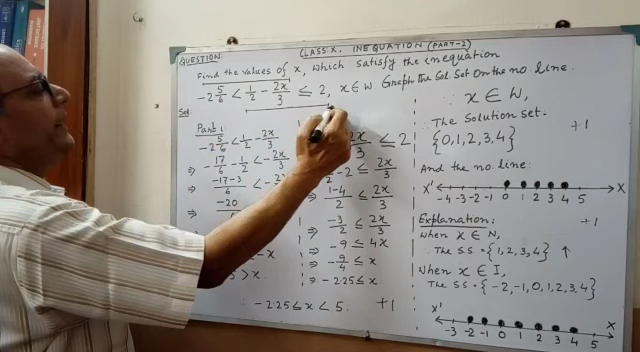 QUESTION:
CLASS: X. INEQUATION (PART-2)
Find the values of x, which satisfy the inequation
-2 5/6 < 1/2 - 2x/3 ≤ 2, x ∈ W. Graph the Sol Set On the no. line.
Sol:
Part 1
-2 5/6 < 1/2 - 2x/3
⇒ -17/6 - 1/2 < -2x/3
⇒ -17-3/6 <
⇒ -20/
- x
> x
2x/3 ≤ 2
-2 ≤ 2x/3
⇒ 1-4/2 ≤ 2x/3
⇒ -3/2 ≤ 2x/3
⇒ -9 ≤ 4x
⇒ -9/4 ≤ x
⇒ -2.25 ≤ x
-2.25 ≤ x < 5. +1
∵ x ∈ W,
∴ The Solution set.
{0,1,2,3,4} +1
And the no. line:
X' -4 -3 -2 -1 0 1 2 3 4 5 X
Explanation: +1
When x ∈ N,
∴ The S.S = {1,2,3,4} ↑
When x ∈ I,
The S.S = {-2,-1,0,1,2,3,4}
X' X
-3 -2 -1 0 1 2 3 4 5